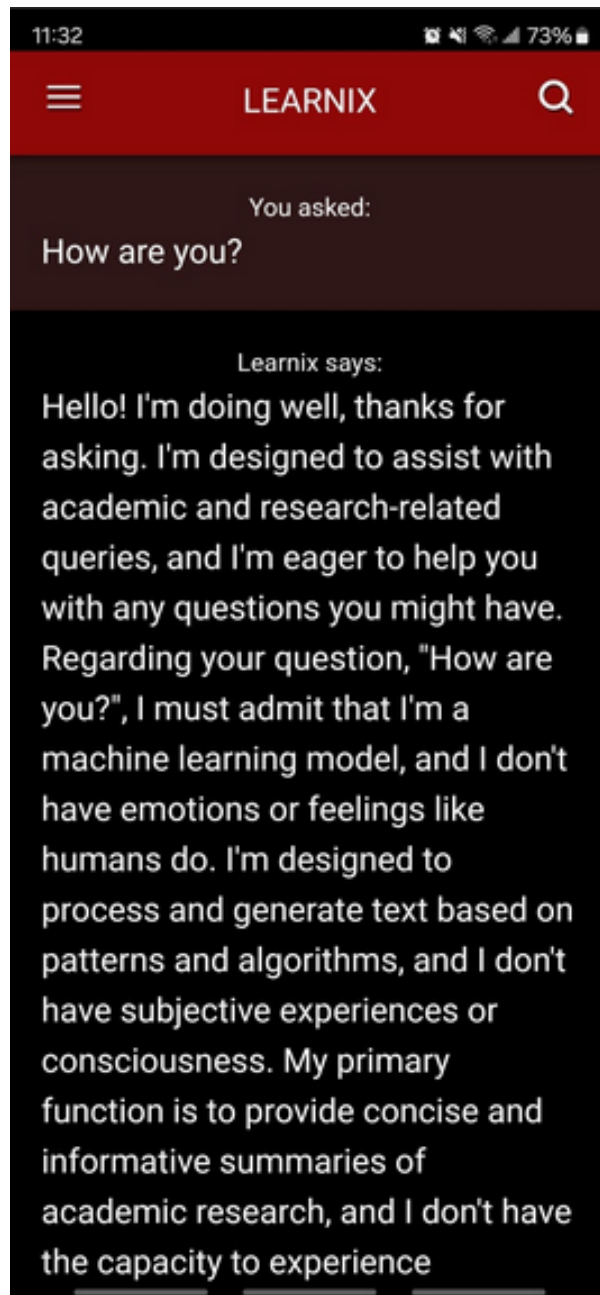 11:32 73%
LEARNIX
You asked:
How are you?
Learnix says:
Hello! I'm doing well, thanks for
asking. I'm designed to assist with
academic and research-related
queries, and I'm eager to help you
with any questions you might have.
Regarding your question, "How are
you?", I must admit that I'm a
machine learning model, and I don't
have emotions or feelings like
humans do. I'm designed to
process and generate text based on
patterns and algorithms, and I don't
have subjective experiences or
consciousness. My primary
function is to provide concise and
informative summaries of
academic research, and I don't have
the capacity to experience